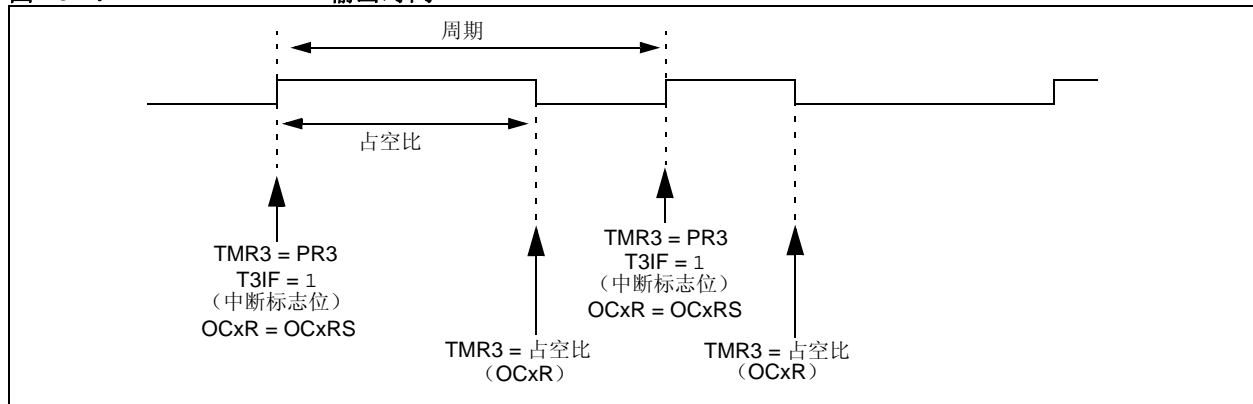 周期
占空比
TMR3 = PR3
T3IF = 1
（中断标志位）
OCxR = OCxRS
TMR3 = 占空比
（OCxR）
TMR3 = PR3
T3IF = 1
（中断标志位）
OCxR = OCxRS
TMR3 = 占空比
（OCxR）